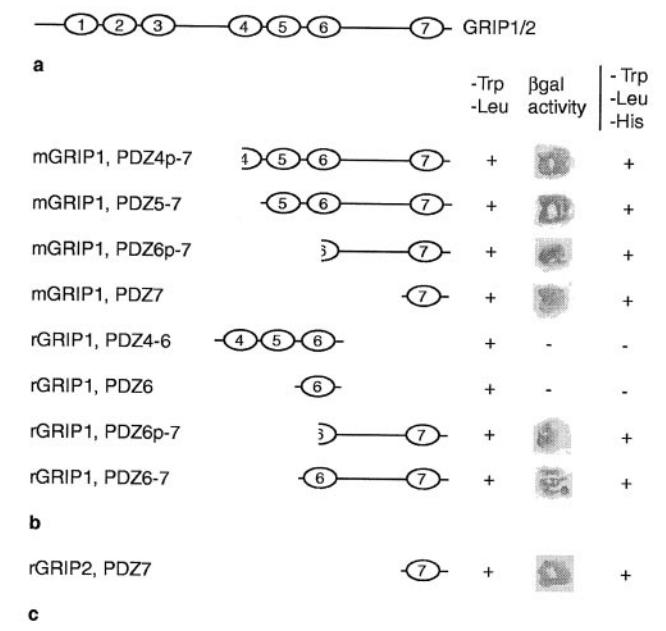 1 2 3 4 5 6 7 GRIP1/2
a
-Trp βgal - Trp
-Leu activity -Leu
-His
mGRIP1, PDZ4p-7 4 5 6 7 + +
mGRIP1, PDZ5-7 5 6 7 + +
mGRIP1, PDZ6p-7 6 7 + +
mGRIP1, PDZ7 7 + +
rGRIP1, PDZ4-6 4 5 6 + - -
rGRIP1, PDZ6 6 + - -
rGRIP1, PDZ6p-7 6 7 + +
rGRIP1, PDZ6-7 6 7 + +
b
rGRIP2, PDZ7 7 + +
c